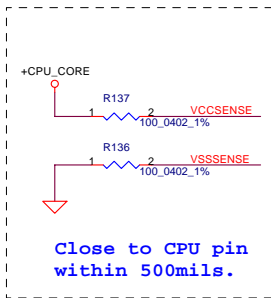 +CPU_CORE
R137
1 2 VCCSENSE
100_0402_1%
R136
1 2 VSSSENSE
100_0402_1%
Close to CPU pin
within 500mils.